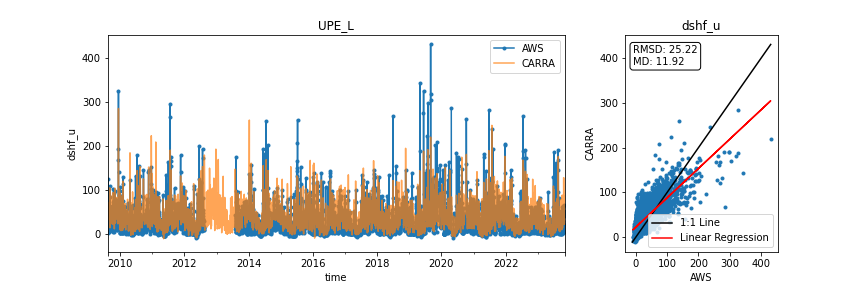 UPE_L
dshf_u
400
300
200
100
0
dshf_u
AWS
CARRA
2010
2012
2014
2016
2018
2020
2022
time
dshf_u
RMSD: 25.22
MD: 11.92
400
300
200
100
0
CARRA
1:1 Line
Linear Regression
0
100
200
300
400
AWS